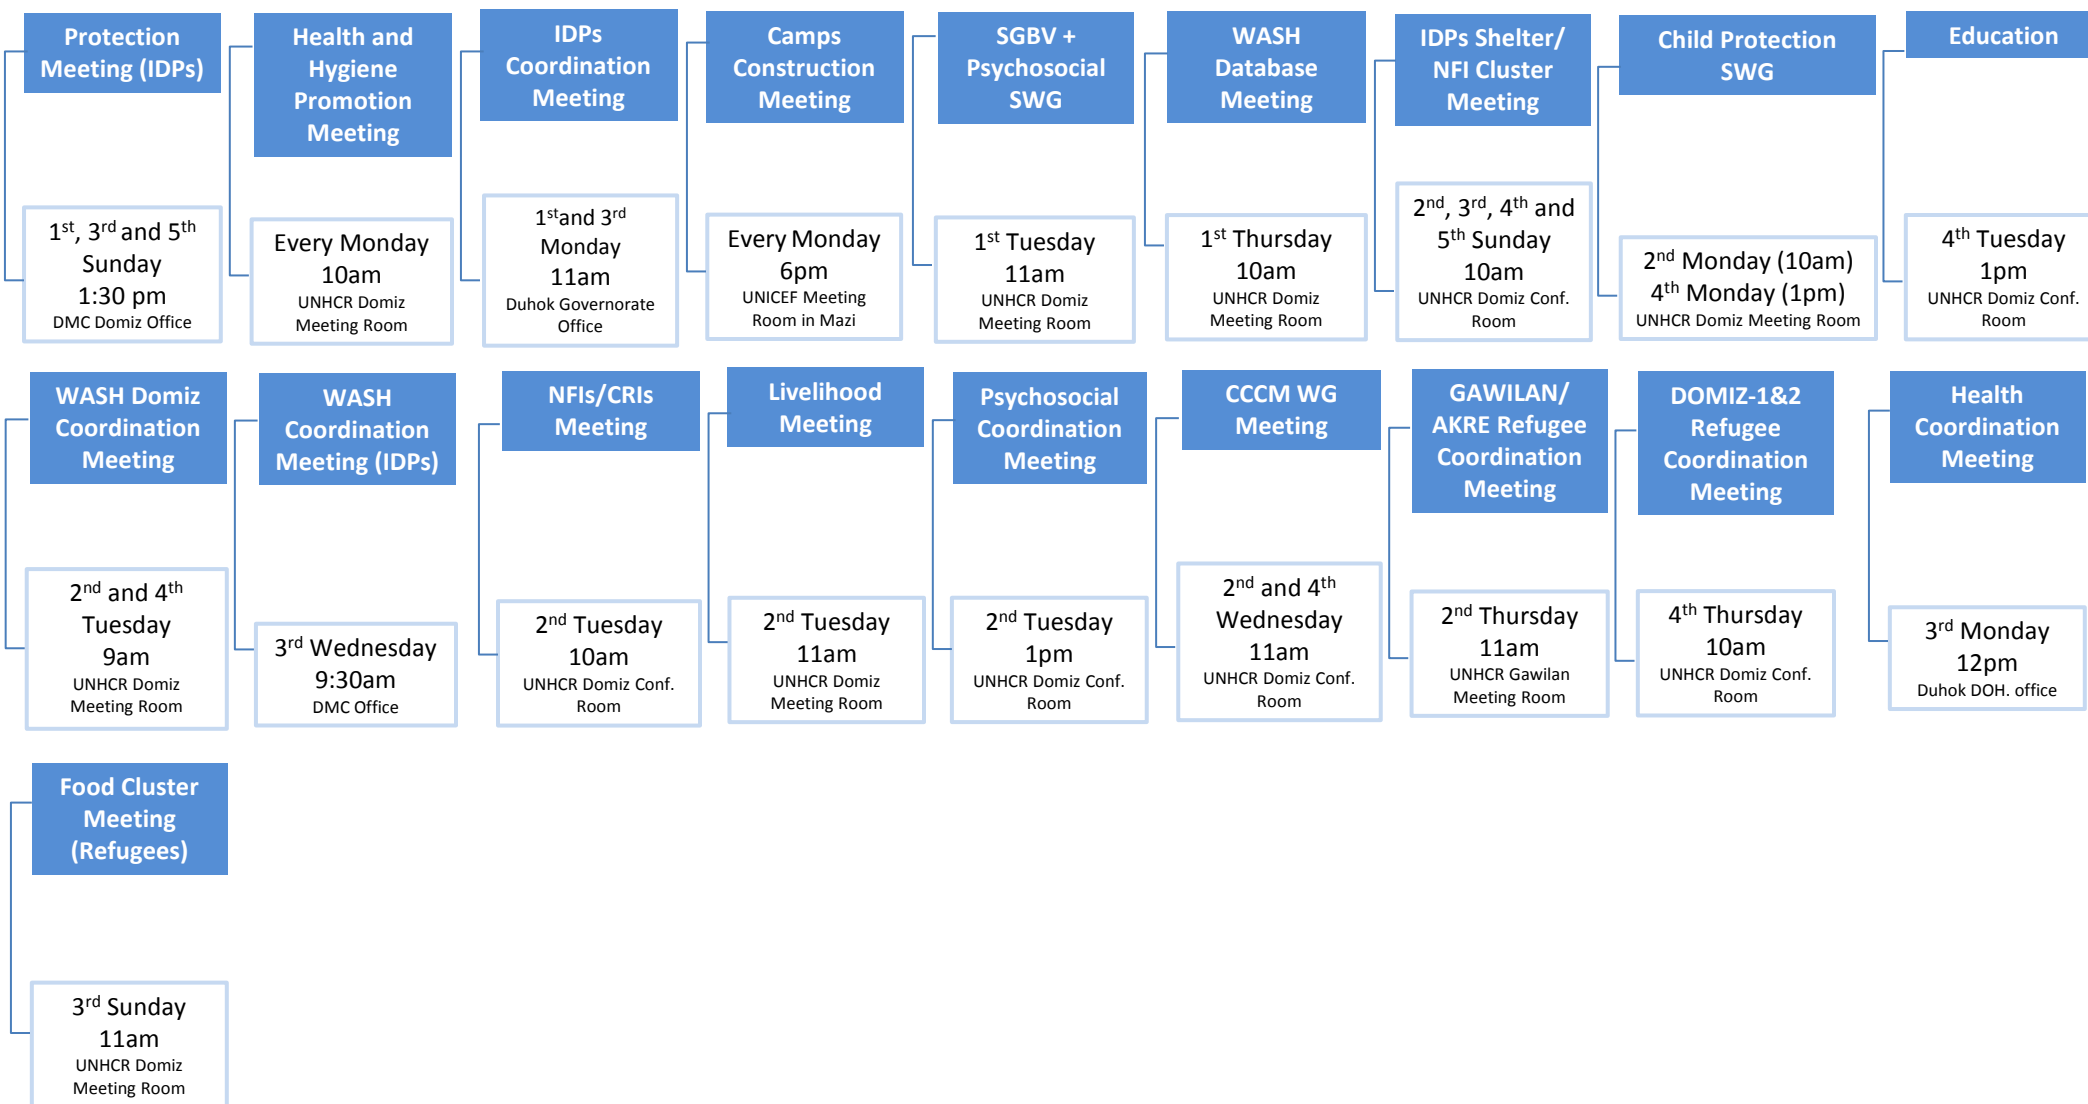 Protection
Meeting (IDPs)
1st, 3rd and 5th
Sunday
1:30 pm
DMC Domiz Office
Health and
Hygiene
Promotion
Meeting
Every Monday
10am
UNHCR Domiz
Meeting Room
IDPs
Coordination
Meeting
1stand 3rd
Monday
11am
Duhok Governorate
Office
Camps
Construction
Meeting
Every Monday
6pm
UNICEF Meeting
Room in Mazi
SGBV +
Psychosocial
SWG
1st Tuesday
11am
UNHCR Domiz
Meeting Room
WASH
Database
Meeting
1st Thursday
10am
UNHCR Domiz
Meeting Room
IDPs Shelter/
NFI Cluster
Meeting
2nd, 3rd, 4th and
5th Sunday
10am
UNHCR Domiz Conf.
Room
Child Protection
SWG
2nd Monday (10am)
4th Monday (1pm)
UNHCR Domiz Meeting Room
Education
4th Tuesday
1pm
UNHCR Domiz Conf.
Room
WASH Domiz
Coordination
Meeting
2nd and 4th
Tuesday
9am
UNHCR Domiz
Meeting Room
WASH
Coordination
Meeting (IDPs)
3rd Wednesday
9:30am
DMC Office
NFIs/CRIs
Meeting
2nd Tuesday
10am
UNHCR Domiz Conf.
Room
Livelihood
Meeting
2nd Tuesday
11am
UNHCR Domiz
Meeting Room
Psychosocial
Coordination
Meeting
2nd Tuesday
1pm
UNHCR Domiz Conf.
Room
CCCM WG
Meeting
2nd and 4th
Wednesday
11am
UNHCR Domiz Conf.
Room
GAWILAN/
AKRE Refugee
Coordination
Meeting
2nd Thursday
11am
UNHCR Gawilan
Meeting Room
DOMIZ-1&2
Refugee
Coordination
Meeting
4th Thursday
10am
UNHCR Domiz Conf.
Room
Health
Coordination
Meeting
3rd Monday
12pm
Duhok DOH. office
Food Cluster
Meeting
(Refugees)
3rd Sunday
11am
UNHCR Domiz
Meeting Room